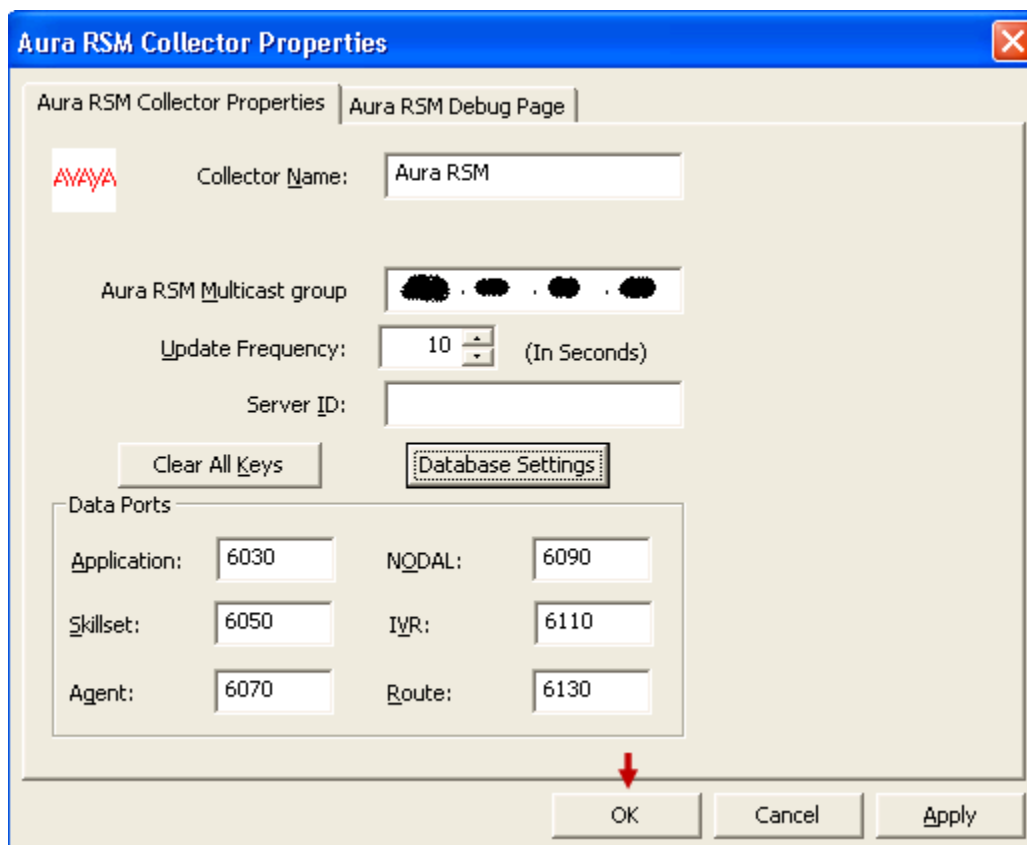 Aura RSM Collector Properties
Aura RSM Collector Properties
Aura RSM Debug Page
AVAYA
Collector Name:
Aura RSM
Aura RSM Multicast group
. . .
Update Frequency:
10
(In Seconds)
Server ID:
Clear All Keys
Database Settings
Data Ports
Application:
6030
NODAL:
6090
Skillset:
6050
IVR:
6110
Agent:
6070
Route:
6130
OK
Cancel
Apply